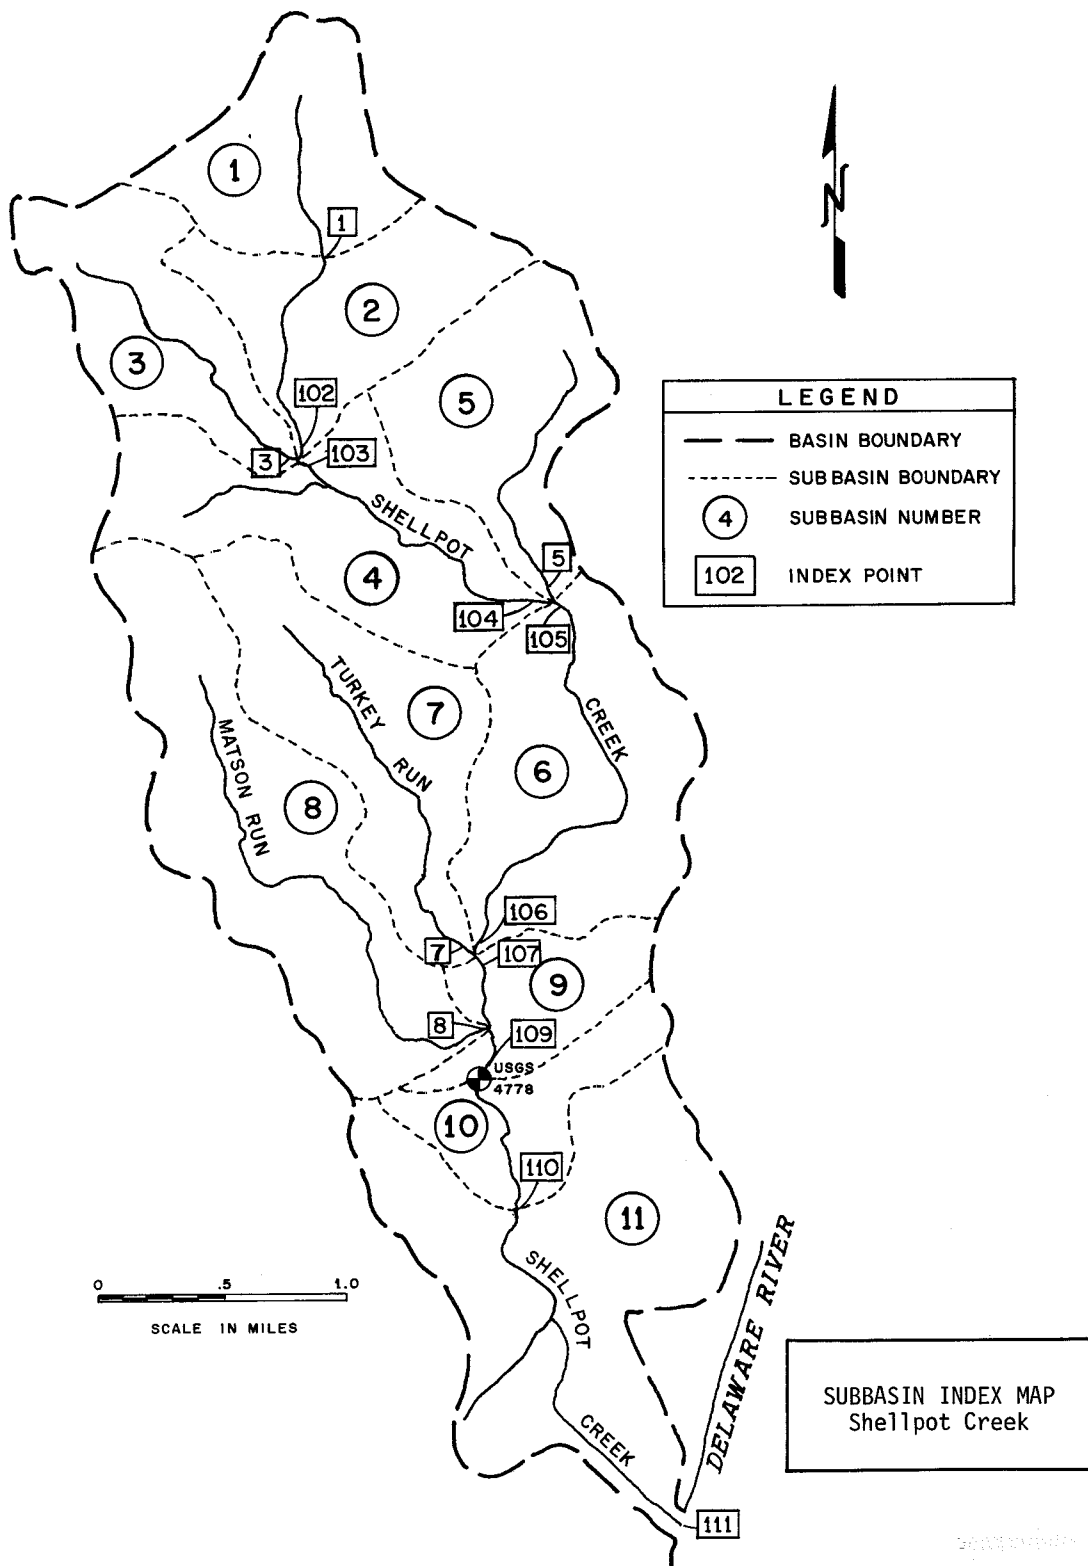 1
N
1
2
3
102
5
LEGEND
BASIN BOUNDARY
SUBBASIN BOUNDARY
4
SUBBASIN NUMBER
102
INDEX POINT
3
103
SHELLPOT
5
4
104
105
TURKEY RUN
7
CREEK
MATSON RUN
6
8
106
7
107
9
8
109
USGS
4778
10
110
11
SHELLPOT
CREEK
DELAWARE RIVER
0 .5 1.0
SCALE IN MILES
SUBBASIN INDEX MAP
Shellpot Creek
111